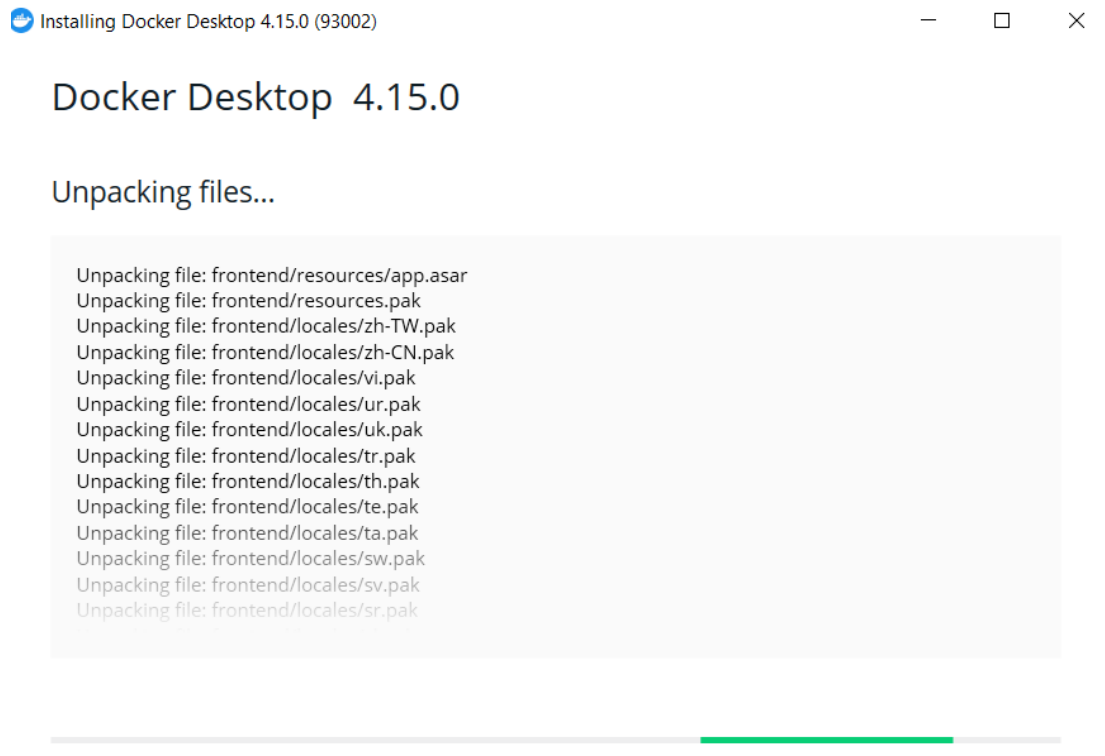 Installing Docker Desktop 4.15.0 (93002)
Docker Desktop 4.15.0
Unpacking files...
Unpacking file: frontend/resources/app.asar
Unpacking file: frontend/resources.pak
Unpacking file: frontend/locales/zh-TW.pak
Unpacking file: frontend/locales/zh-CN.pak
Unpacking file: frontend/locales/vi.pak
Unpacking file: frontend/locales/ur.pak
Unpacking file: frontend/locales/uk.pak
Unpacking file: frontend/locales/tr.pak
Unpacking file: frontend/locales/th.pak
Unpacking file: frontend/locales/te.pak
Unpacking file: frontend/locales/ta.pak
Unpacking file: frontend/locales/sw.pak
Unpacking file: frontend/locales/sv.pak
Unpacking file: frontend/locales/sr.pak